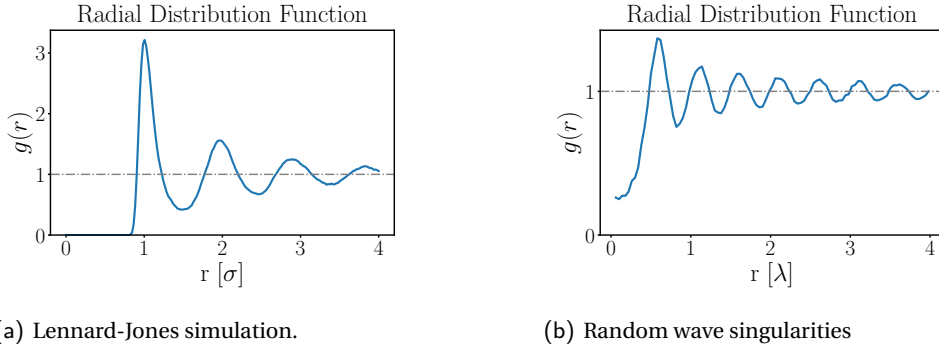 Radial Distribution Function
g(r)
3
2
1
0
0 1 2 3 4
r [σ]
a) Lennard-Jones simulation.
Radial Distribution Function
g(r)
1
0
0 1 2 3 4
r [λ]
(b) Random wave singularities